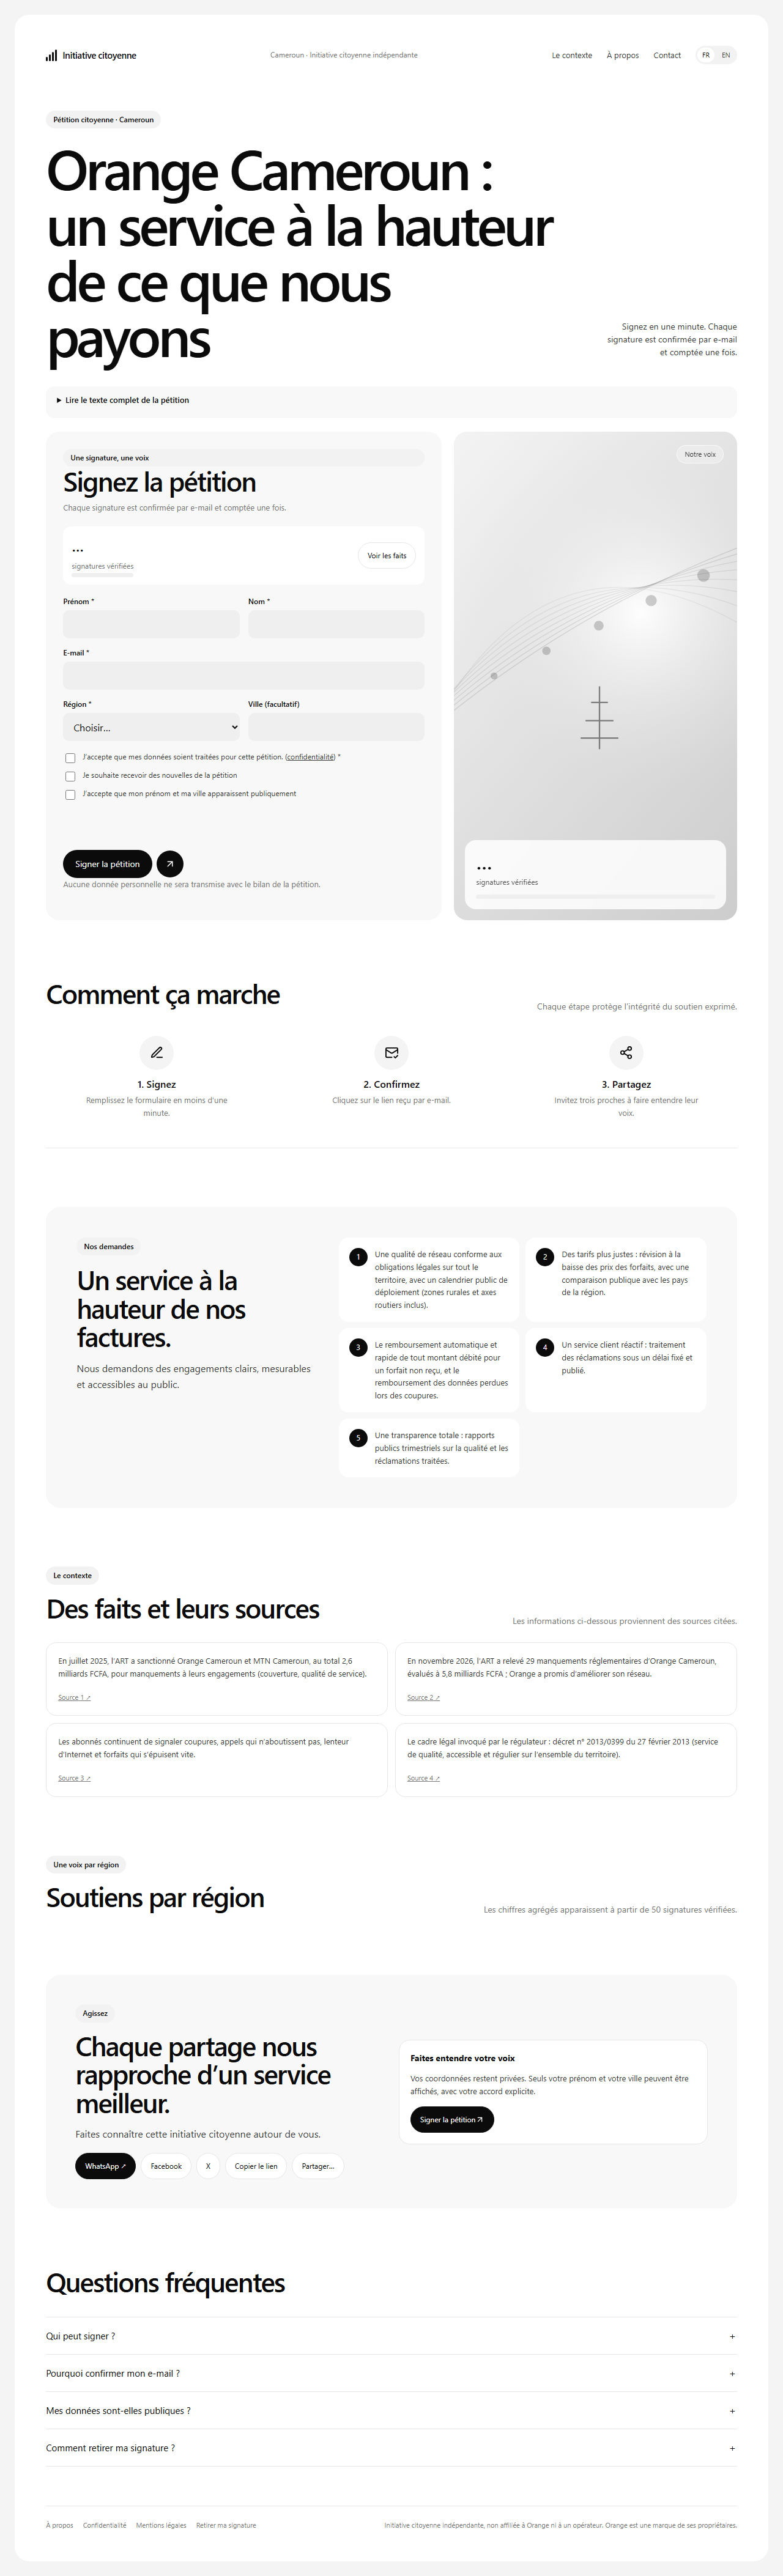 Initiative citoyenne
Cameroun · Initiative citoyenne indépendante
Le contexte
À propos
Contact
FR
EN
Pétition citoyenne · Cameroun
Orange Cameroun :
un service à la hauteur
de ce que nous
payons
Signez en une minute. Chaque
signature est confirmée par e-mail
et comptée une fois.
Lire le texte complet de la pétition
Une signature, une voix
Signez la pétition
Chaque signature est confirmée par e-mail et comptée une fois.
...
signatures vérifiées
Voir les faits
Prénom *
Nom *
E-mail *
Région *
Ville (facultatif)
Choisir...
J'accepte que mes données soient traitées pour cette pétition. (confidentialité) *
Je souhaite recevoir des nouvelles de la pétition
J'accepte que mon prénom et ma ville apparaissent publiquement
Signer la pétition
Aucune donnée personnelle ne sera transmise avec le bilan de la pétition.
Notre voix
...
signatures vérifiées
Comment ça marche
Chaque étape protège l'intégrité du soutien exprimé.
1. Signez
Remplissez le formulaire en moins d'une
minute.
2. Confirmez
Cliquez sur le lien reçu par e-mail.
3. Partagez
Invitez trois proches à faire entendre leur
voix.
Nos demandes
Un service à la
hauteur de nos
factures.
Nous demandons des engagements clairs, mesurables
et accessibles au public.
1
Une qualité de réseau conforme aux
obligations légales sur tout le
territoire, avec un calendrier public de
déploiement (zones rurales et axes
routiers inclus).
2
Des tarifs plus justes : révision à la
baisse des prix des forfaits, avec une
comparaison publique avec les pays
de la région.
3
Le remboursement automatique et
rapide de tout montant débité pour
un forfait non reçu, et le
remboursement des données perdues
lors des coupures.
4
Un service client réactif : traitement
des réclamations sous un délai fixé et
publié.
5
Une transparence totale : rapports
publics trimestriels sur la qualité et les
réclamations traitées.
Le contexte
Des faits et leurs sources
Les informations ci-dessous proviennent des sources citées.
En juillet 2025, l'ART a sanctionné Orange Cameroun et MTN Cameroun, au total 2,6
milliards FCFA, pour manquements à leurs engagements (couverture, qualité de service).
Source 1 ↗
En novembre 2026, l'ART a relevé 29 manquements réglementaires d'Orange Cameroun,
évalués à 5,8 milliards FCFA ; Orange a promis d'améliorer son réseau.
Source 2 ↗
Les abonnés continuent de signaler coupures, appels qui n'aboutissent pas, lenteur
d'Internet et forfaits qui s'épuisent vite.
Source 3 ↗
Le cadre légal invoqué par le régulateur : décret n° 2013/0399 du 27 février 2013 (service
de qualité, accessible et régulier sur l'ensemble du territoire).
Source 4 ↗
Une voix par région
Soutiens par région
Les chiffres agrégés apparaissent à partir de 50 signatures vérifiées.
Agissez
Chaque partage nous
rapproche d'un service
meilleur.
Faites connaître cette initiative citoyenne autour de vous.
WhatsApp ↗
Facebook
X
Copier le lien
Partager...
Faites entendre votre voix
Vos coordonnées restent privées. Seuls votre prénom et votre ville peuvent être
affichés, avec votre accord explicite.
Signer la pétition ↗
Questions fréquentes
Qui peut signer ?
+
Pourquoi confirmer mon e-mail ?
+
Mes données sont-elles publiques ?
+
Comment retirer ma signature ?
+
À propos
Confidentialité
Mentions légales
Retirer ma signature
Initiative citoyenne indépendante, non affiliée à Orange ni à un opérateur. Orange est une marque de ses propriétaires.